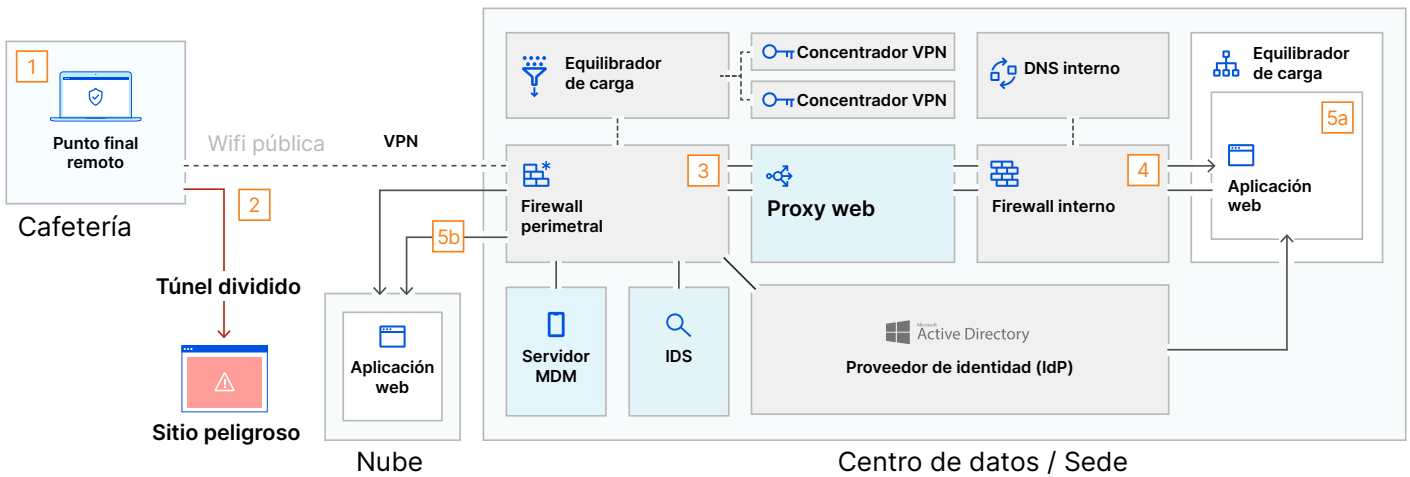 1
Punto final
remoto
Cafetería
Wifi pública
VPN
2
Túnel dividido
Sitio peligroso
5b
Aplicación
web
Nube
Equilibrador
de carga
Concentrador VPN
Concentrador VPN
DNS interno
Equilibrador
de carga
5a
Aplicación
web
3
Firewall
perimetral
Proxy web
4
Firewall interno
Servidor
MDM
IDS
Microsoft
Active Directory
Proveedor de identidad (IdP)
Centro de datos / Sede